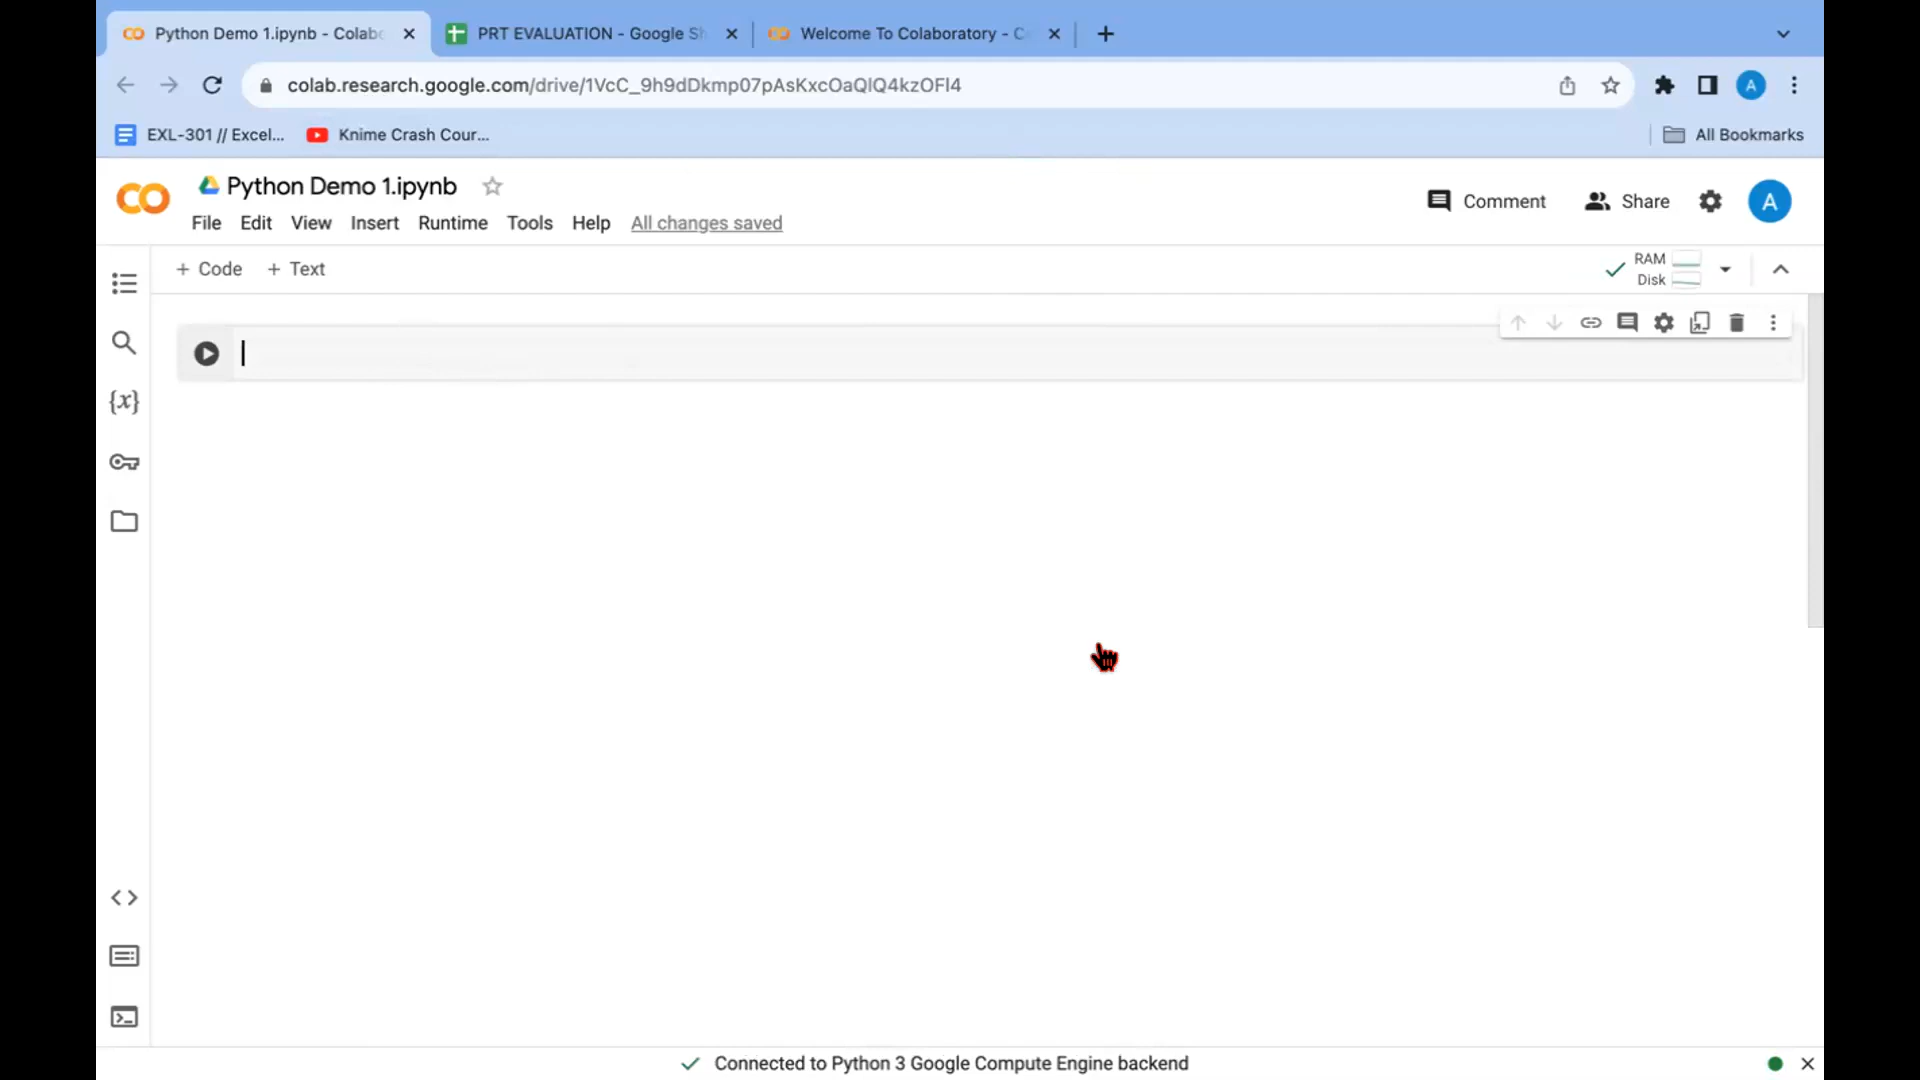 Python Demo 1.ipynb - Colab
PRT EVALUATION - Google Sh
Welcome To Colaboratory - C
colab.research.google.com/drive/1VcC_9h9dDkmp07pAsKxcOaQIQ4kzOFI4
EXL-301 // Excel...
Knime Crash Cour...
All Bookmarks
Python Demo 1.ipynb
Comment
Share
A
File Edit View Insert Runtime Tools Help All changes saved
+ Code + Text
RAM
Disk
{x}
Connected to Python 3 Google Compute Engine backend